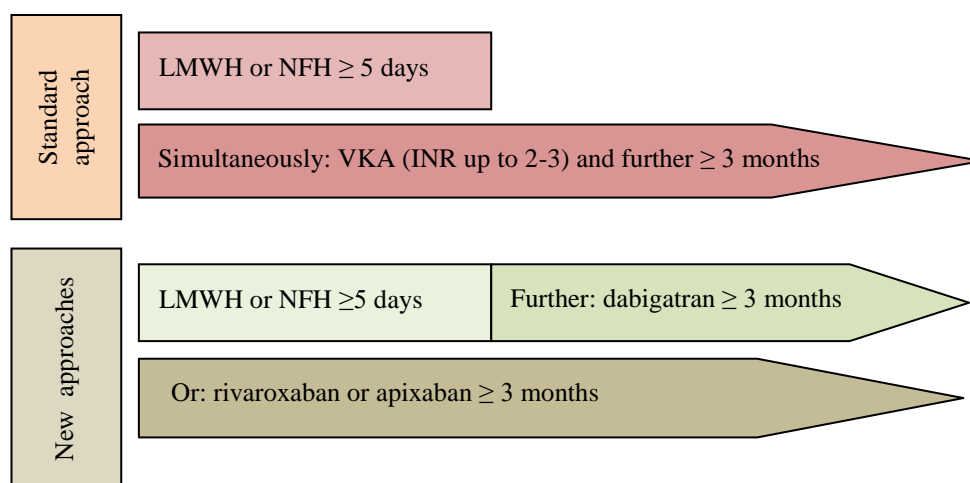 Standard
approach
LMWH or NFH ≥ 5 days
Simultaneously: VKA (INR up to 2-3) and further ≥ 3 months
New approaches
LMWH or NFH ≥5 days
Further: dabigatran ≥ 3 months
Or: rivaroxaban or apixaban ≥ 3 months